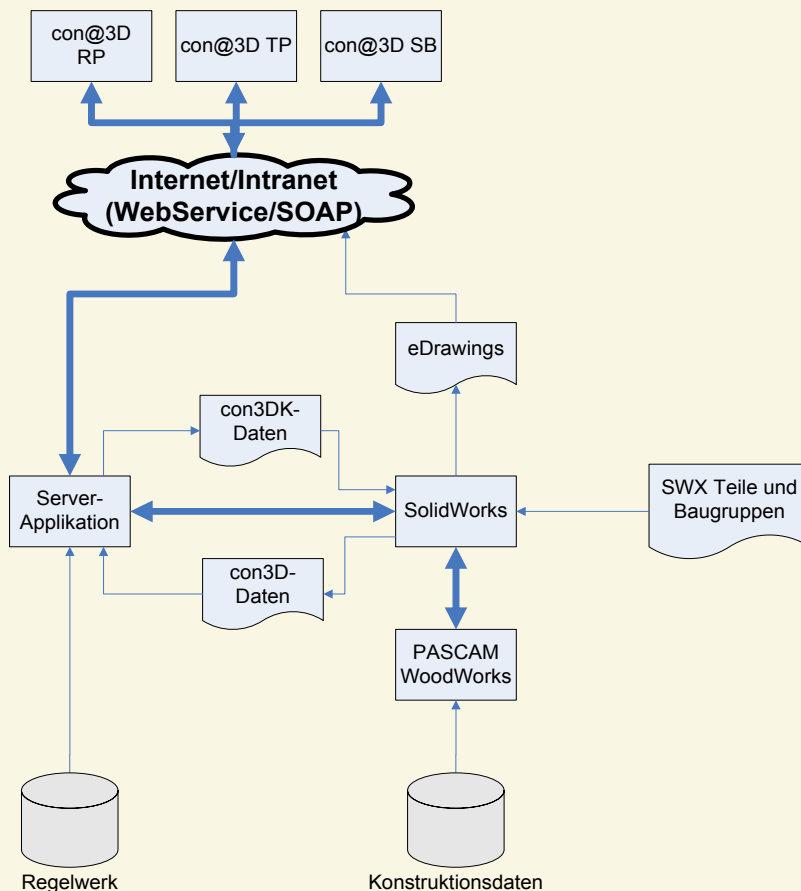 con@3D
RP
con@3D TP
con@3D SB
Internet/Intranet
(WebService/SOAP)
eDrawings
con3DK-
Daten
Server-
Applikation
SolidWorks
SWX Teile und
Baugruppen
con3D-
Daten
PASCAM
WoodWorks
Regelwerk
Konstruktionsdaten